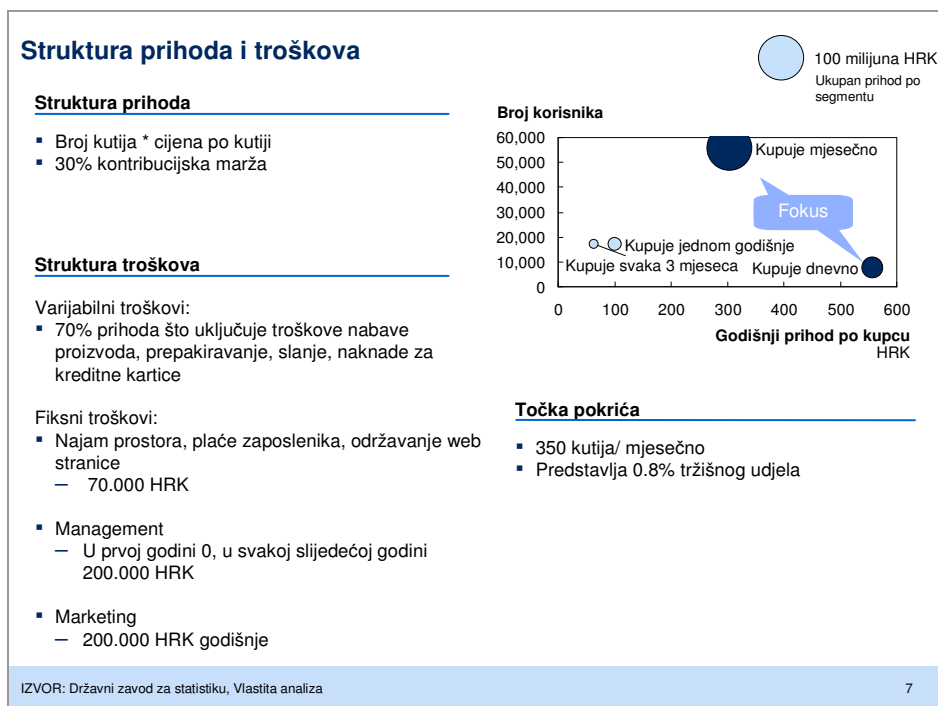 Struktura prihoda i troškova
100 milijuna HRK
Ukupan prihod po
segmentu
Struktura prihoda
▪ Broj kutija * cijena po kutiji
▪ 30% kontribucijska marža
Struktura troškova
Varijabilni troškovi:
▪ 70% prihoda što uključuje troškove nabave
proizvoda, prepakiravanje, slanje, naknade za
kreditne kartice
Fiksni troškovi:
▪ Najam prostora, plaće zaposlenika, održavanje web
stranice
– 70.000 HRK
▪ Management
– U prvoj godini 0, u svakoj slijedećoj godini
200.000 HRK
▪ Marketing
– 200.000 HRK godišnje
Broj korisnika
60,000
50,000
40,000
30,000
20,000
10,000
0
Kupuje mjesečno
Fokus
Kupuje jednom godišnje
Kupuje svaka 3 mjeseca
Kupuje dnevno
0 100 200 300 400 500 600
Godišnji prihod po kupcu
HRK
Točka pokrića
▪ 350 kutija/ mjesečno
▪ Predstavlja 0.8% tržišnog udjela
IZVOR: Državni zavod za statistiku, Vlastita analiza
7